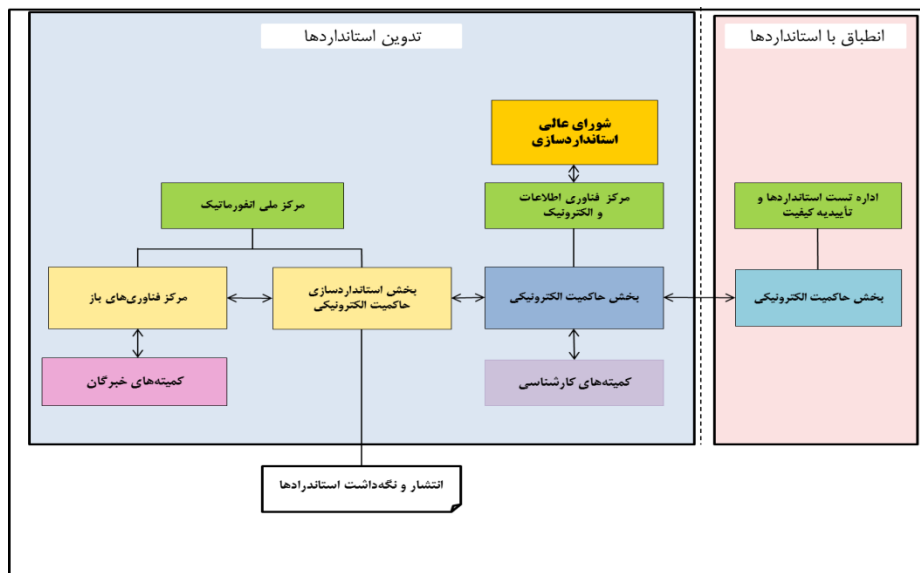 انطباق با استانداردها
تدوین استانداردها
شورای عالی
استانداردسازی
اداره تست استانداردها و
تأییدیه کیفیت
مرکز فناوری اطلاعات
و الکترونیک
مرکز ملی انفورماتیک
بخش حاکمیت الکترونیکی
بخش حاکمیت الکترونیکی
بخش استانداردسازی
حاکمیت الکترونیکی
مرکز فناوری‌های باز
کمیته‌های کارشناسی
کمیته‌های خبرگان
انتشار و نگه‌داشت استاندرادها